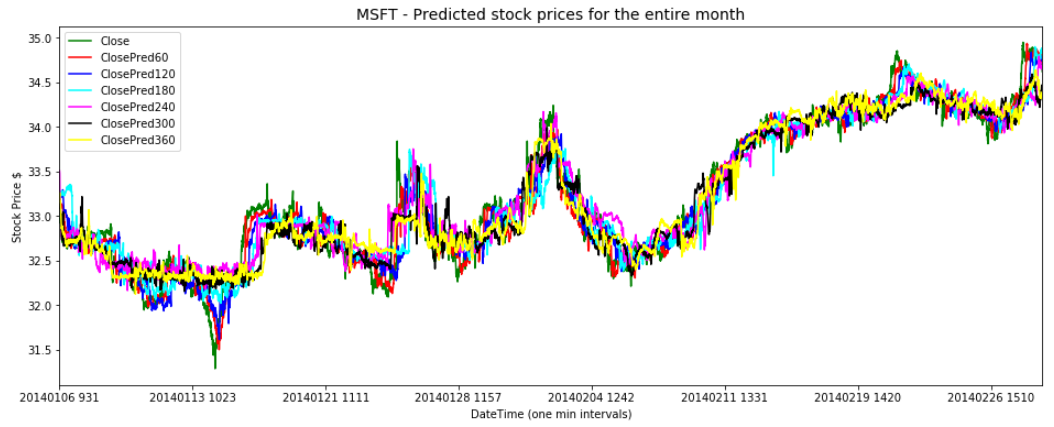 MSFT - Predicted stock prices for the entire month
Close
ClosePred60
ClosePred120
ClosePred180
ClosePred240
ClosePred300
ClosePred360
Stock Price $
35.0
34.5
34.0
33.5
33.0
32.5
32.0
31.5
20140106 931 20140113 1023 20140121 1111 20140128 1157 20140204 1242 20140211 1331 20140219 1420 20140226 1510
DateTime (one min intervals)